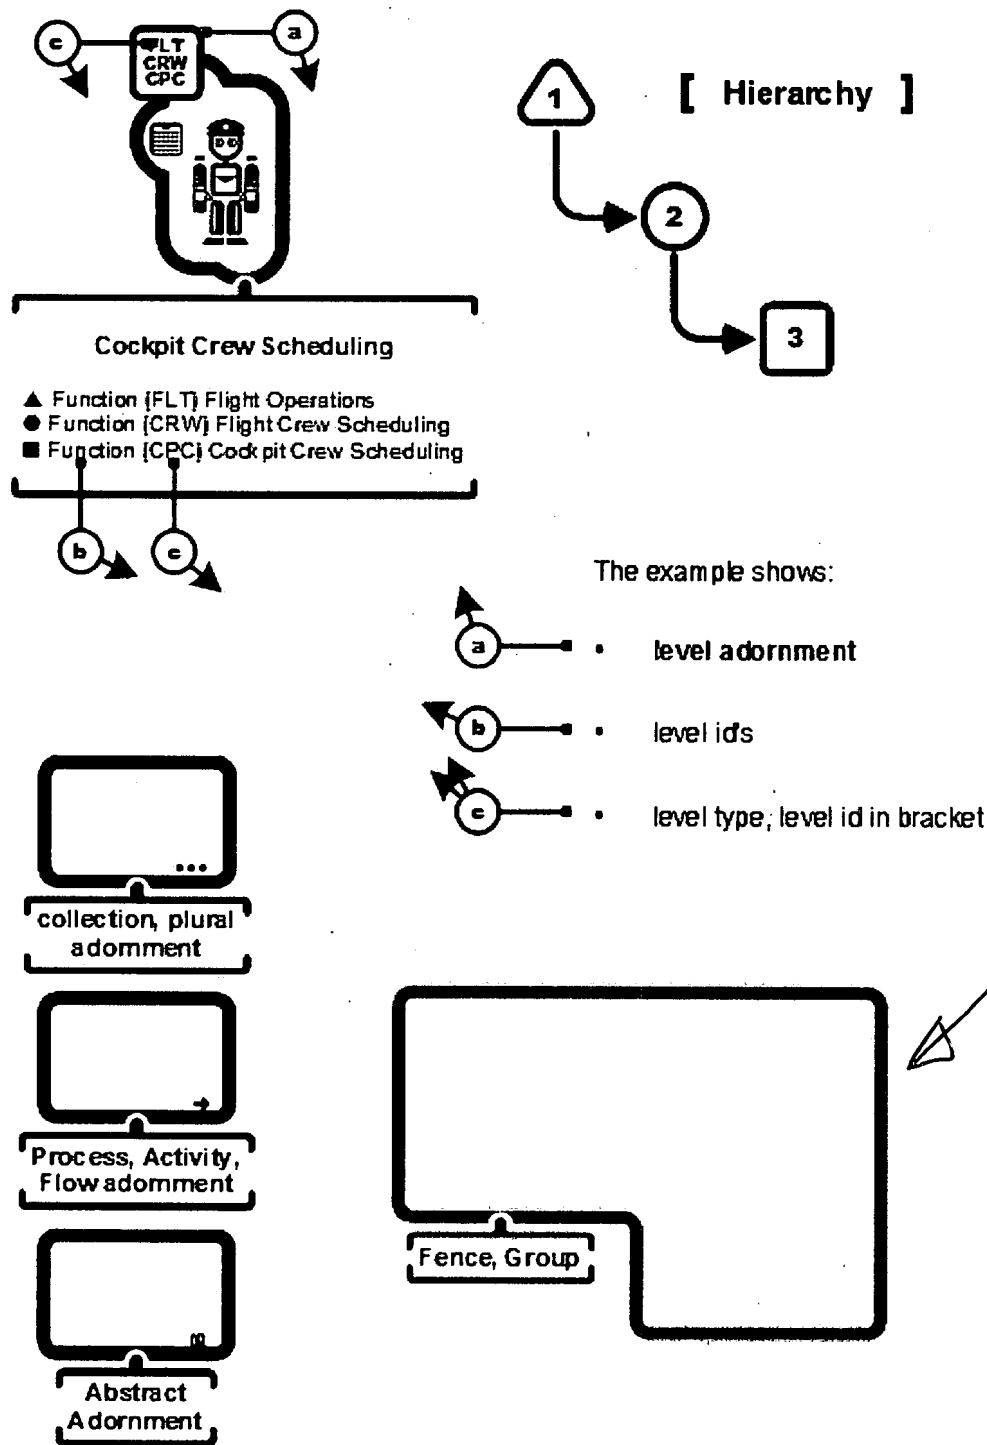 c
a
FLT
CRW
CPC
1
[ Hierarchy ]
2
3
Cockpit Crew Scheduling
▲ Function [FLT] Flight Operations
● Function [CRW] Flight Crew Scheduling
■ Function [CPC] Cockpit Crew Scheduling
b
c
The example shows:
a
▪ level adornment
b
▪ level id's
c
▪ level type, level id in bracket
...
collection, plural
adornment
Process, Activity,
Flow adornment
Fence, Group
Abstract
Adornment